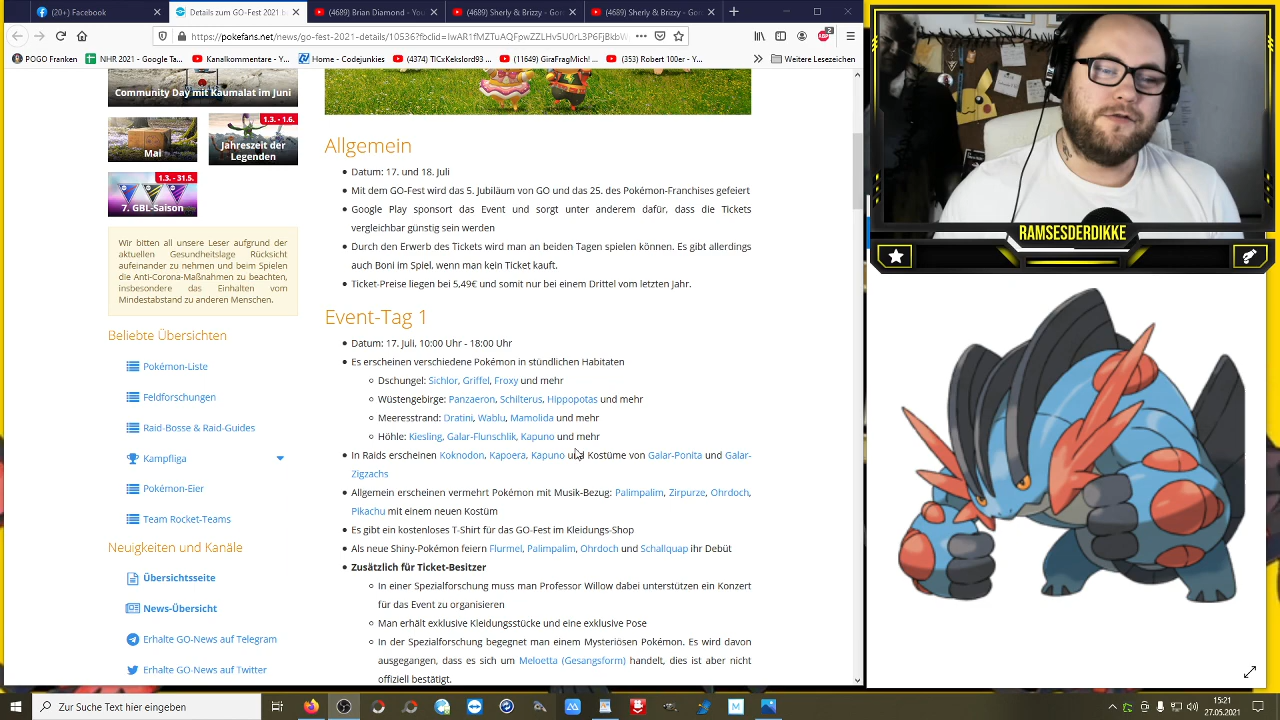 (20+) Facebook
Details zum GO-Fest 2021 b
(4689) Brian Diamond - You
(4689) Sherly & Brizzy - Gor
(4689) Sherly & Brizzy - Gor
POGO Franken
NHR 2021 - Google Ta...
Kanalkommentare - Y...
Home - Codejunkies
(4374) TiCxKekslord93...
(11649) GiraFragMich! ...
(353) Robert 100er - Y...
Weitere Lesezeichen
Community Day mit Kaumalat im Juni
Mai
1.3. - 1.6.
Jahreszeit der
Legenden
1.3. - 31.5.
7. GBL-Saison
Wir bitten all unsere Leser aufgrund der
aktuellen Gesundheitslage Rücksicht
aufeinander zu nehmen und beim Spielen
die Anti-Corona-Maßnahmen zu beachten,
insbesondere das Einhalten vom
Mindestabstand zu anderen Menschen.
Beliebte Übersichten
Pokémon-Liste
Feldforschungen
Raid-Bosse & Raid-Guides
Kampfliga
Pokémon-Eier
Team Rocket-Teams
Neuigkeiten und Kanäle
Übersichtsseite
News-Übersicht
Erhalte GO-News auf Telegram
Erhalte GO-News auf Twitter
Allgemein
Datum: 17. und 18. Juli
Mit dem GO-Fest wird das 5. Jubiläum von GO und das 25. des Pokémon-Franchises gefeiert
Google Play sponsort das Event und sorgt unter anderem dafür, dass die Tickets
vergleichbar günstig sein werden
Durch den Erwerb des Tickets wird man an beiden Tagen spielen können. Es gibt allerdings
auch Boni im Spiel, wenn man kein Ticket kauft.
Ticket-Preise liegen bei 5,49€ und somit nur bei einem Drittel vom letzten Jahr.
Event-Tag 1
Datum: 17. Juli, 10:00 Uhr - 18:00 Uhr
Es erscheinen verschiedene Pokémon in stündlichen Habitaten
Dschungel: Sichlor, Griffel, Froxy und mehr
Wüstengebirge: Panzaeron, Schilterus, Hippopotas und mehr
Meeresstrand: Dratini, Wablu, Mamolida und mehr
Höhle: Kiesling, Galar-Flunschlik, Kapuno und mehr
In Raids erscheinen Koknodon, Kapoera, Kapuno und Kostüme von Galar-Ponita und Galar-
Zigzachs
Allgemein erscheinen vermehrt Pokémon mit Musik-Bezug: Palimpalim, Zirpurze, Ohrdoch,
Pikachu mit einem neuen Kostüm
Es gibt ein kostenloses T-Shirt für das GO-Fest im Kleidungs-Shop
Als neue Shiny-Pokémon feiern Flurmel, Palimpalim, Ohrdoch und Schallquap ihr Debüt
Zusätzlich für Ticket-Besitzer
In einer Spezialforschung muss man Professor Willow dabei unterstützen ein Konzert
für das Event zu organisieren
Man erhält exklusive Kleidungsstücke und eine exklusive Pose
In der Spezialforschung begegnet man einem Mysteriösen Pokémon. Es wird davon
ausgegangen, dass es sich um Meloetta (Gesangsform) handelt, dies ist aber nicht
offiziell bestätigt.
RAMSESDERDIKKE
Zur Suche Text hier eingeben
15:21
27.05.2021